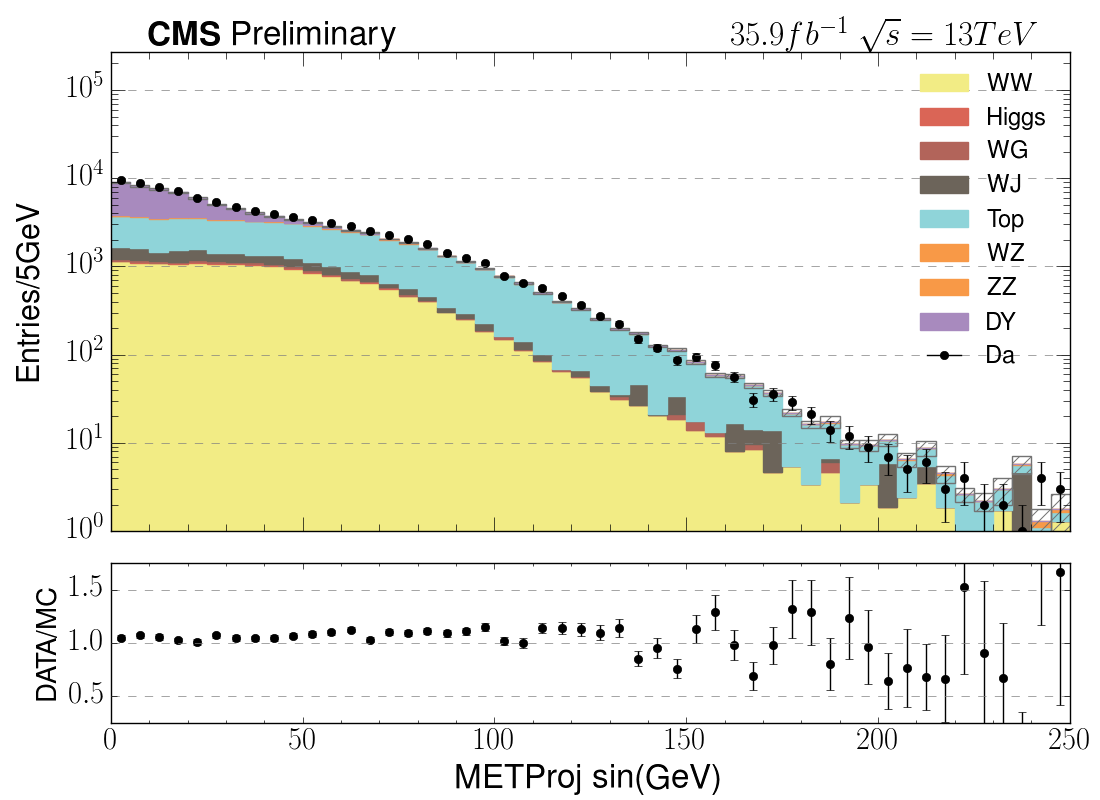 CMS Preliminary 35.9fb⁻¹ √s = 13TeV
Entries/5GeV
10⁵
10⁴
10³
10²
10¹
10⁰
WW
Higgs
WG
WJ
Top
WZ
ZZ
DY
Da
DATA/MC
1.5
1.0
0.5
0 50 100 150 200 250
METProj sin(GeV)